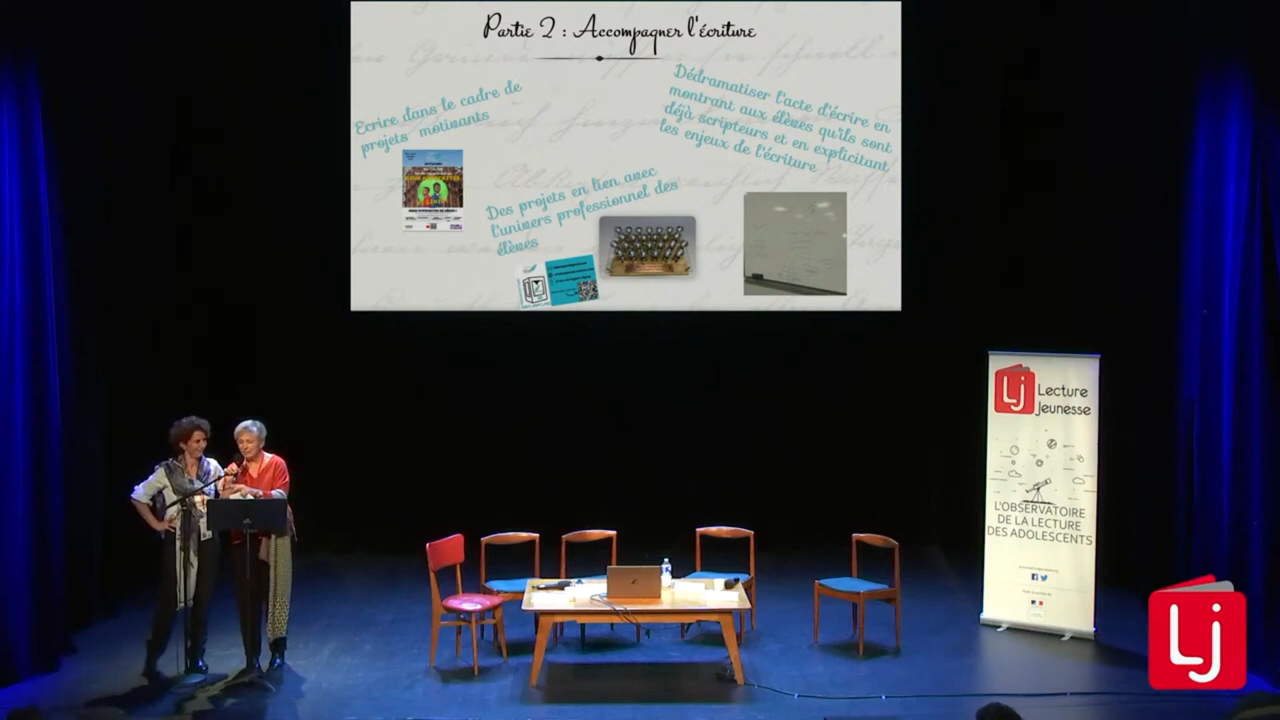 Partie 2 : Accompagner l'écriture
Ecrire dans le cadre de
projets motivants
Dédramatiser l'acte d'écrire en
montrant aux élèves qu'ils sont
déjà scripteurs et en explicitant
les enjeux de l'écriture
Des projets en lien avec
l'univers professionnel des
élèves
Lj Lecture
jeunesse
L'OBSERVATOIRE
DE LA LECTURE
DES ADOLESCENTS
Lj